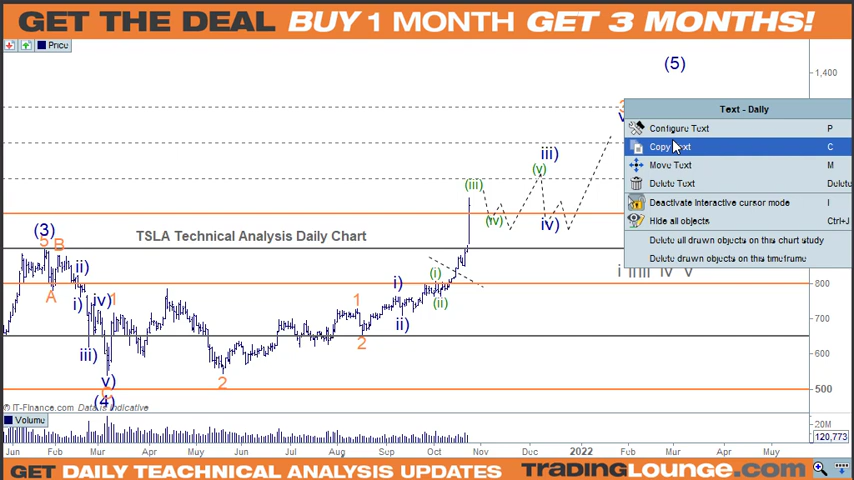 GET THE DEAL BUY 1 MONTH GET 3 MONTHS!
Price
(5)
1,400
Text - Daily
Configure Text P
Copy Text C
Move Text M
Delete Text Delete
Deactivate interactive cursor mode I
Hide all objects Ctrl+J
Delete all drawn objects on this chart study
Delete drawn objects on this timeframe
iii)
(v)
(iii)
(iv)
iv)
(3)
5 B
TSLA Technical Analysis Daily Chart
ii)
A
i)
iv) 1
iii)
v)
(4)
2
1
2
i)
ii)
(i)
(ii)
800
700
600
500
© IT-Finance.com Data is indicative
Volume
20M
120,773
Jun Feb Mar Apr May Jun Jul Aug Sep Oct Nov Dec 2022 Feb Mar Apr May
GET DAILY TEACHNICAL ANALYSIS UPDATES TRADINGLOUNGE.com